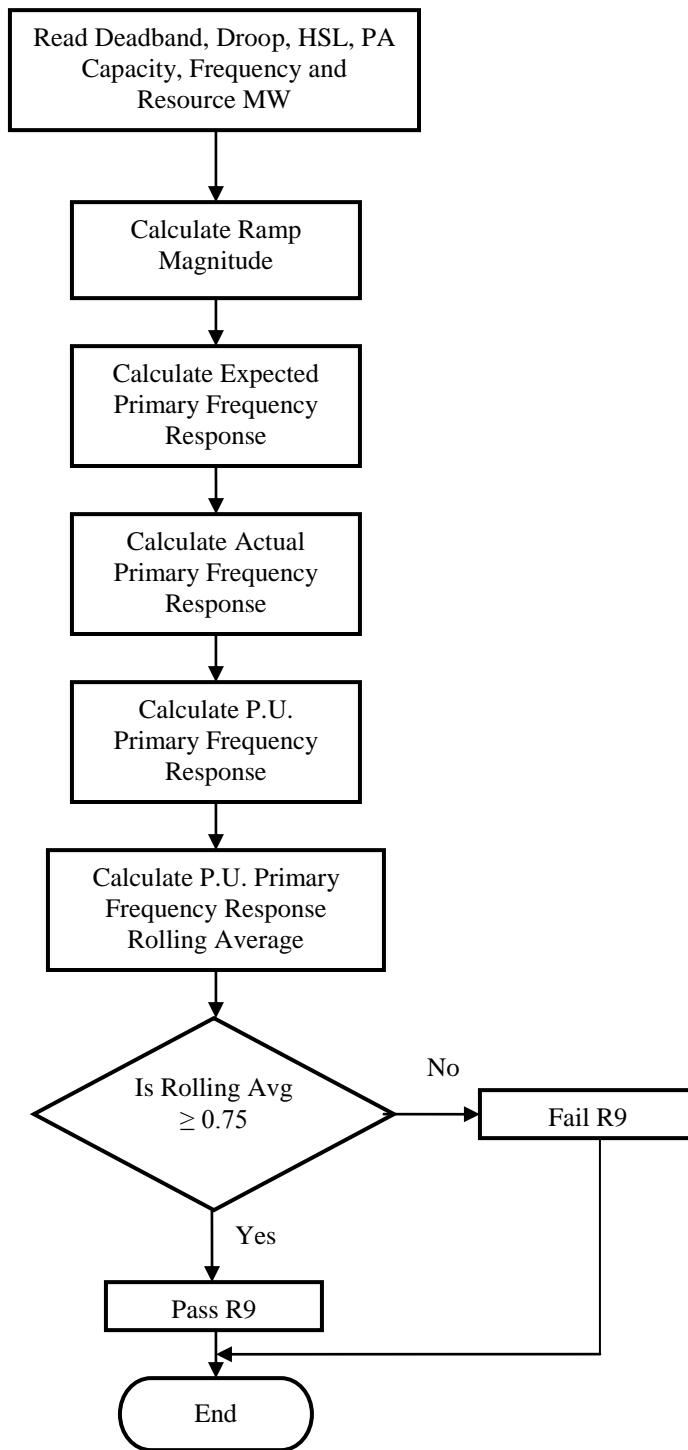 Read Deadband, Droop, HSL, PA
Capacity, Frequency and
Resource MW
Calculate Ramp
Magnitude
Calculate Expected
Primary Frequency
Response
Calculate Actual
Primary Frequency
Response
Calculate P.U.
Primary Frequency
Response
Calculate P.U. Primary
Frequency Response
Rolling Average
Is Rolling Avg
≥ 0.75
No
Fail R9
Yes
Pass R9
End